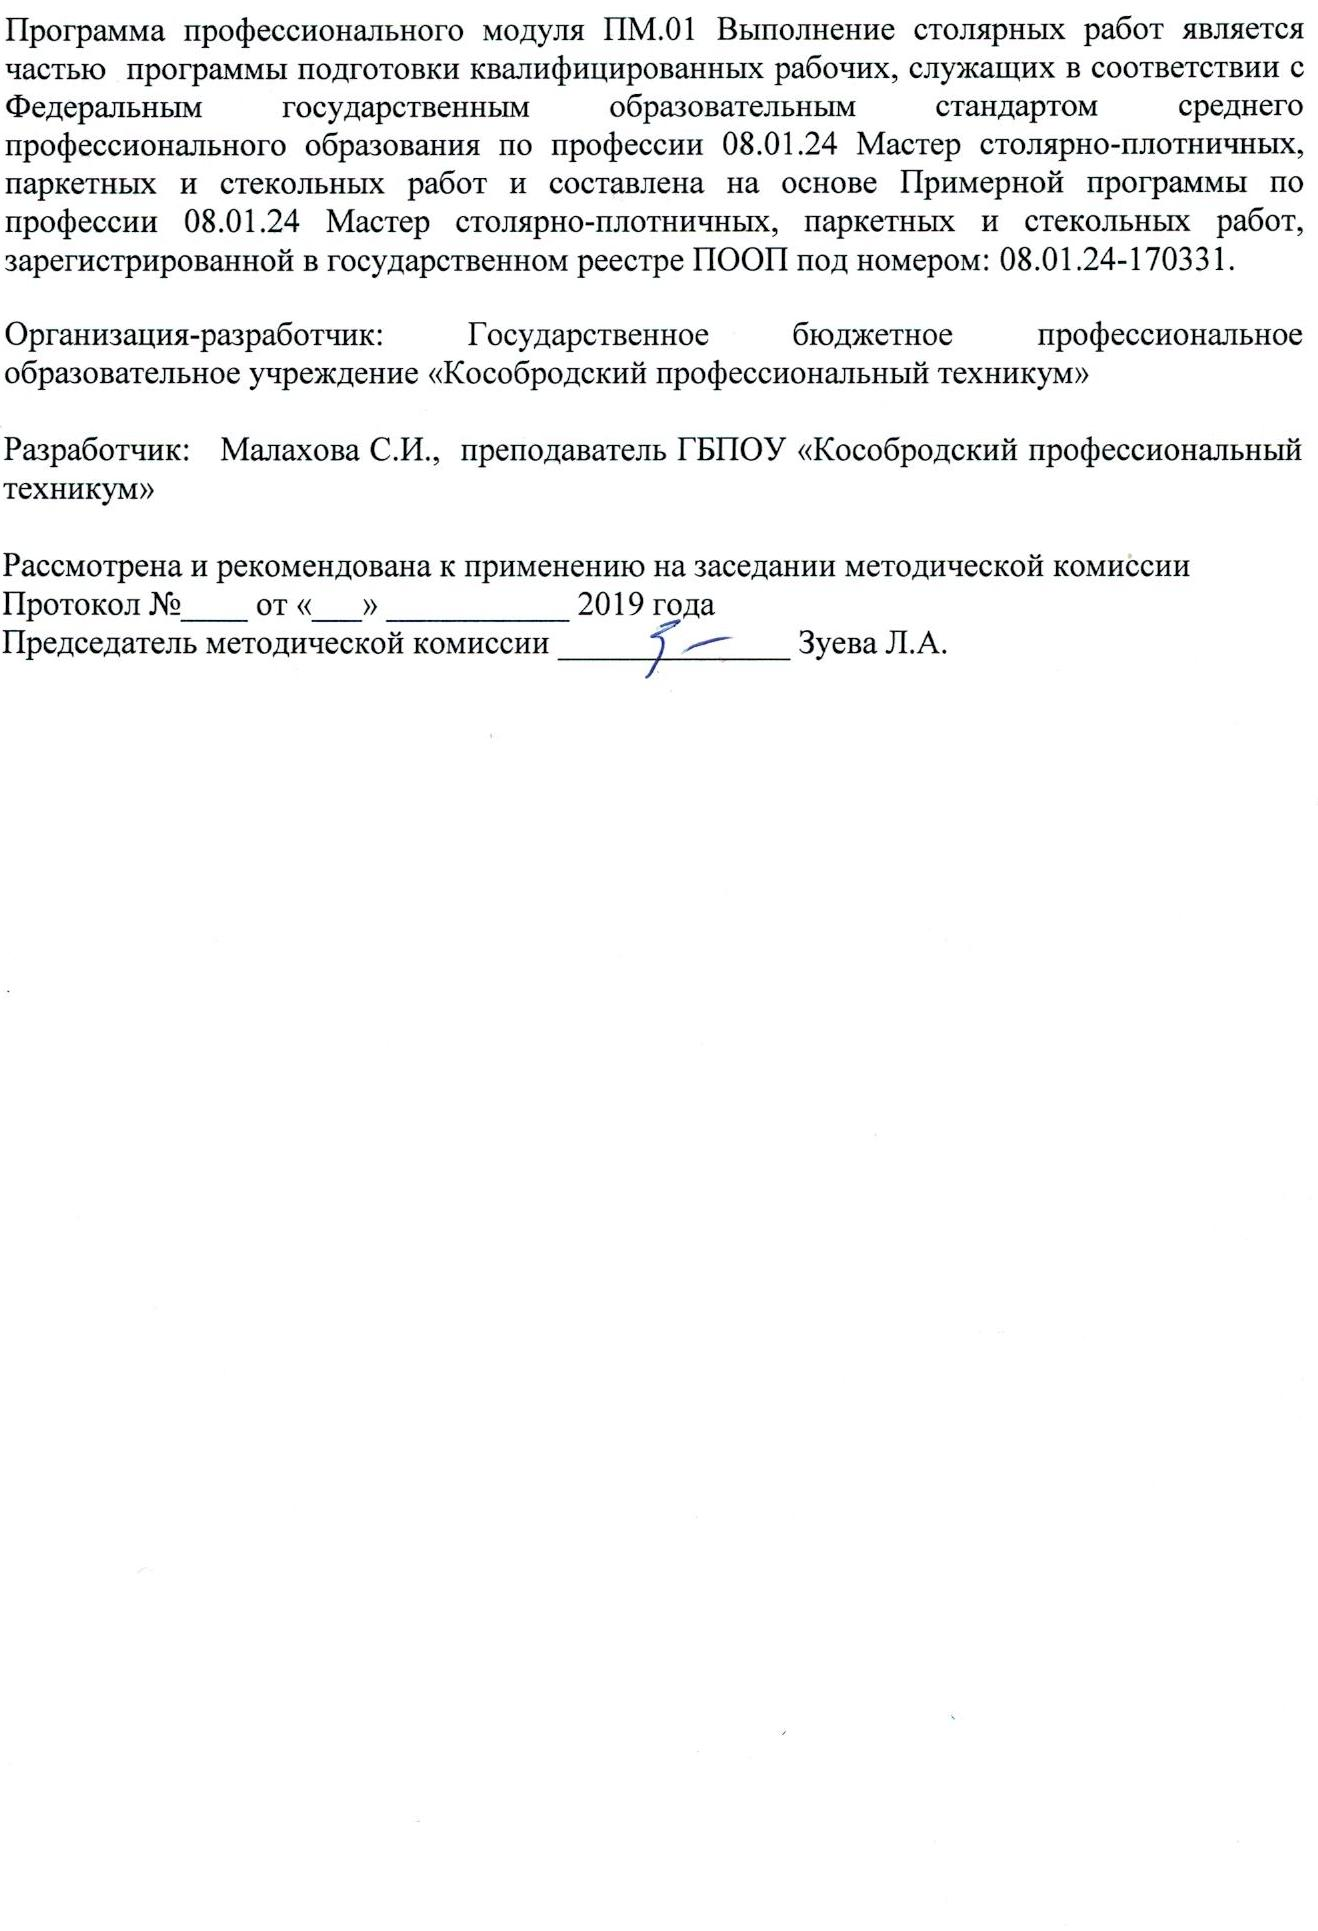 Программа профессионального модуля ПМ.01 Выполнение столярных работ является
частью программы подготовки квалифицированных рабочих, служащих в соответствии с
Федеральным государственным образовательным стандартом среднего
профессионального образования по профессии 08.01.24 Мастер столярно-плотничных,
паркетных и стекольных работ и составлена на основе Примерной программы по
профессии 08.01.24 Мастер столярно-плотничных, паркетных и стекольных работ,
зарегистрированной в государственном реестре ПООП под номером: 08.01.24-170331.
Организация-разработчик: Государственное бюджетное профессиональное
образовательное учреждение «Кособродский профессиональный техникум»
Разработчик: Малахова С.И., преподаватель ГБПОУ «Кособродский профессиональный
техникум»
Рассмотрена и рекомендована к применению на заседании методической комиссии
Протокол №____ от «___» ___________ 2019 года
Председатель методической комиссии ______________ Зуева Л.А.